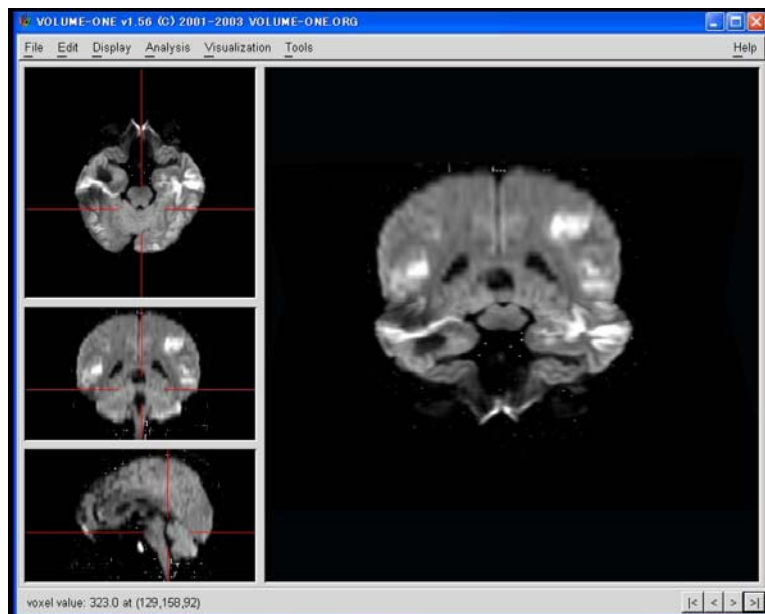 VOLUME-ONE v1.56 (C) 2001-2003 VOLUME-ONE.ORG
File Edit Display Analysis Visualization Tools Help
voxel value: 323.0 at (129,158,92)
|< < > >|